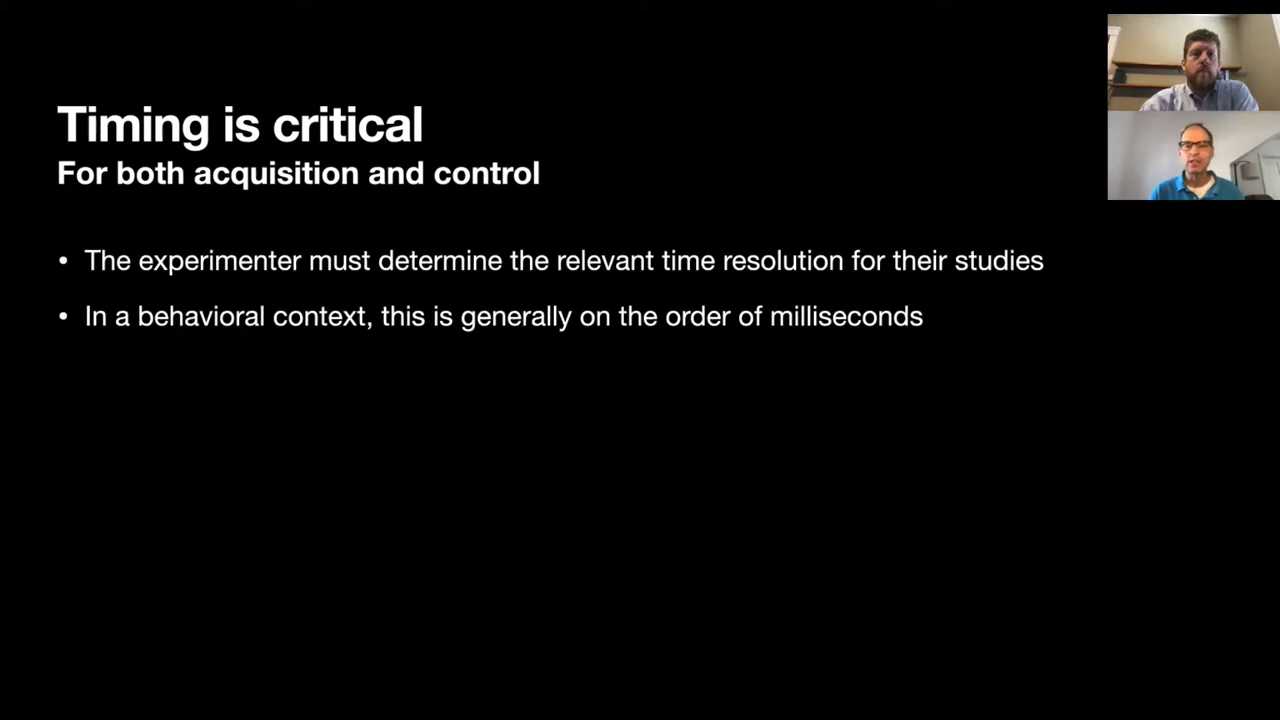 Timing is critical
For both acquisition and control
• The experimenter must determine the relevant time resolution for their studies
• In a behavioral context, this is generally on the order of milliseconds